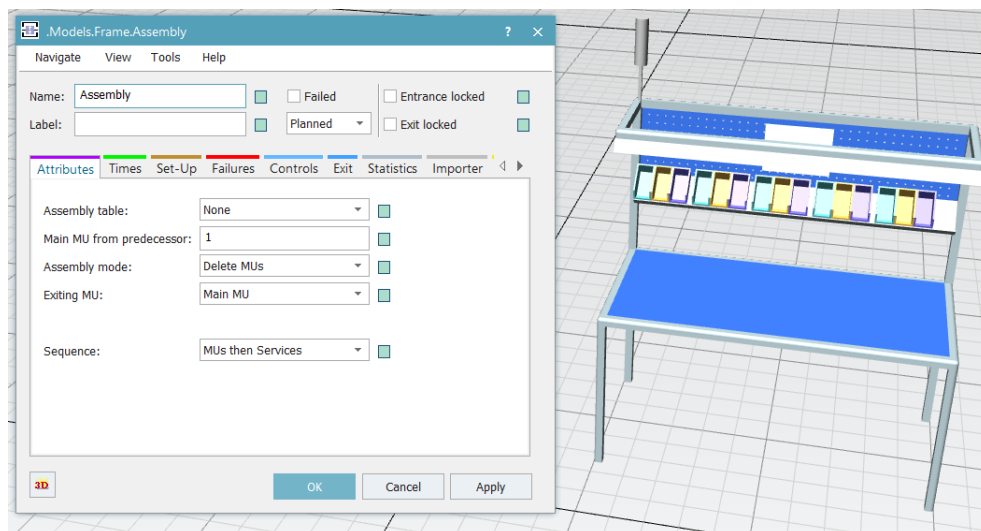 .Models.Frame.Assembly ? ×
Navigate View Tools Help
Name: Assembly Failed Entrance locked
Label: Planned Exit locked
Attributes Times Set-Up Failures Controls Exit Statistics Importer
Assembly table: None
Main MU from predecessor: 1
Assembly mode: Delete MUs
Exiting MU: Main MU
Sequence: MUs then Services
3D OK Cancel Apply